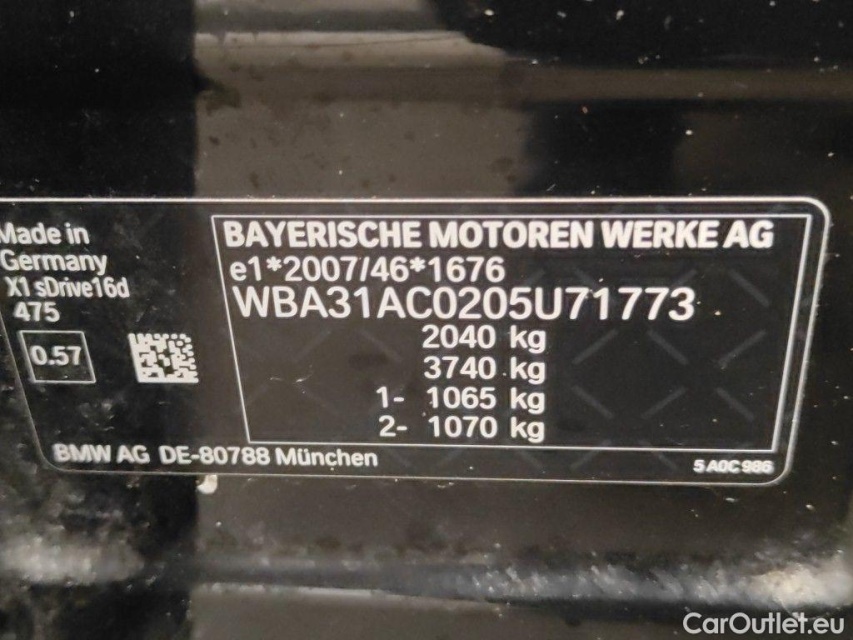 Made in
Germany
X1 sDrive16d
475
0.57
BAYERISCHE MOTOREN WERKE AG
e1*2007/46*1676
WBA31AC0205U71773
2040 kg
3740 kg
1- 1065 kg
2- 1070 kg
BMW AG DE-80788 München
5 A0C 986
CarOutlet.eu